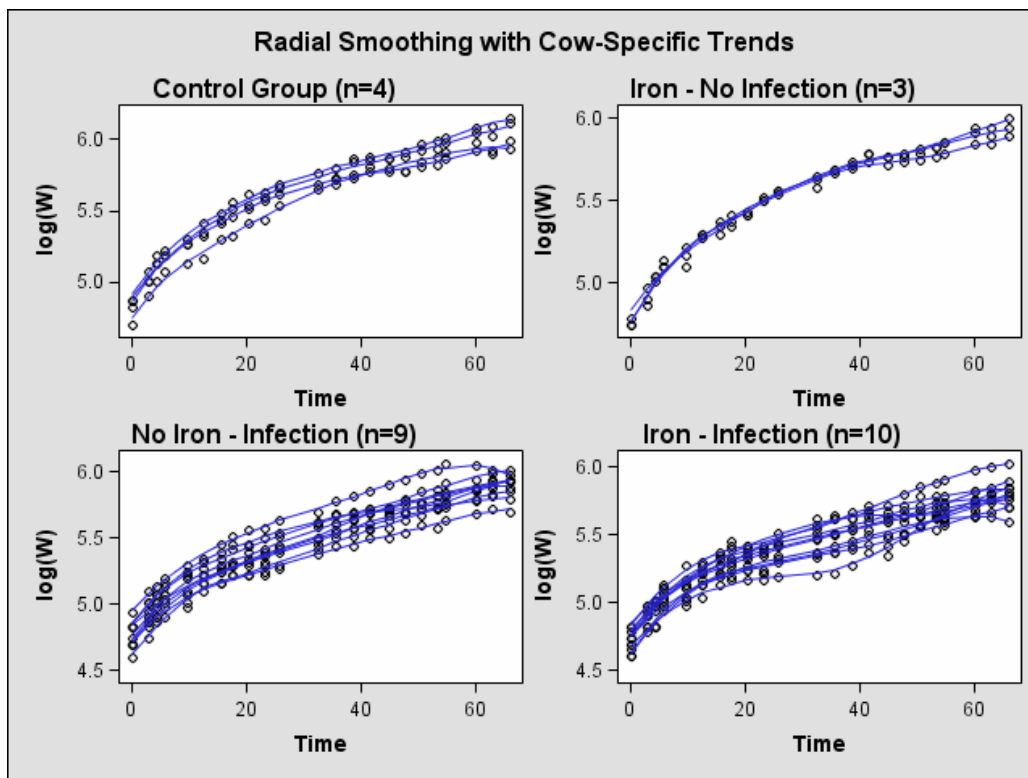 Radial Smoothing with Cow-Specific Trends
Control Group (n=4)
log(W)
6.0
5.5
5.0
0 20 40 60
Time
Iron - No Infection (n=3)
log(W)
6.0
5.5
5.0
0 20 40 60
Time
No Iron - Infection (n=9)
log(W)
6.0
5.5
5.0
4.5
0 20 40 60
Time
Iron - Infection (n=10)
log(W)
6.0
5.5
5.0
4.5
0 20 40 60
Time